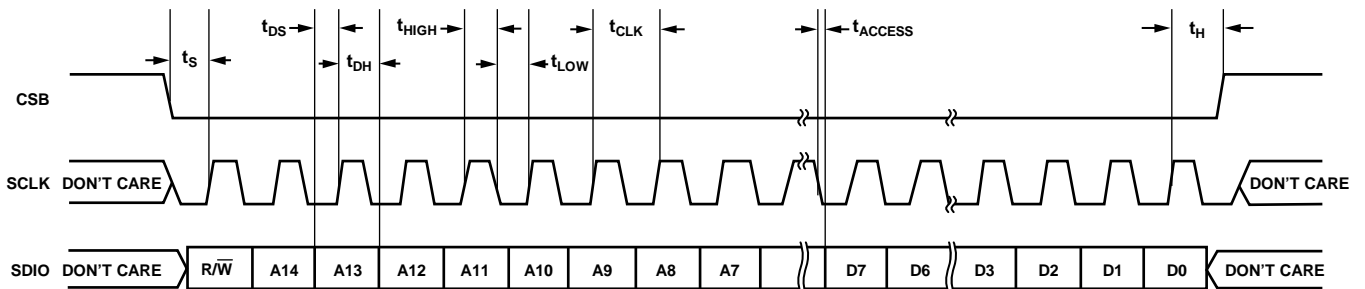 tDS
tHIGH
tCLK
tACCESS
tH
tS
tDH
tLOW
CSB
SCLK DON'T CARE
DON'T CARE
SDIO DON'T CARE R/W̅ A14 A13 A12 A11 A10 A9 A8 A7 D7 D6 D3 D2 D1 D0 DON'T CARE